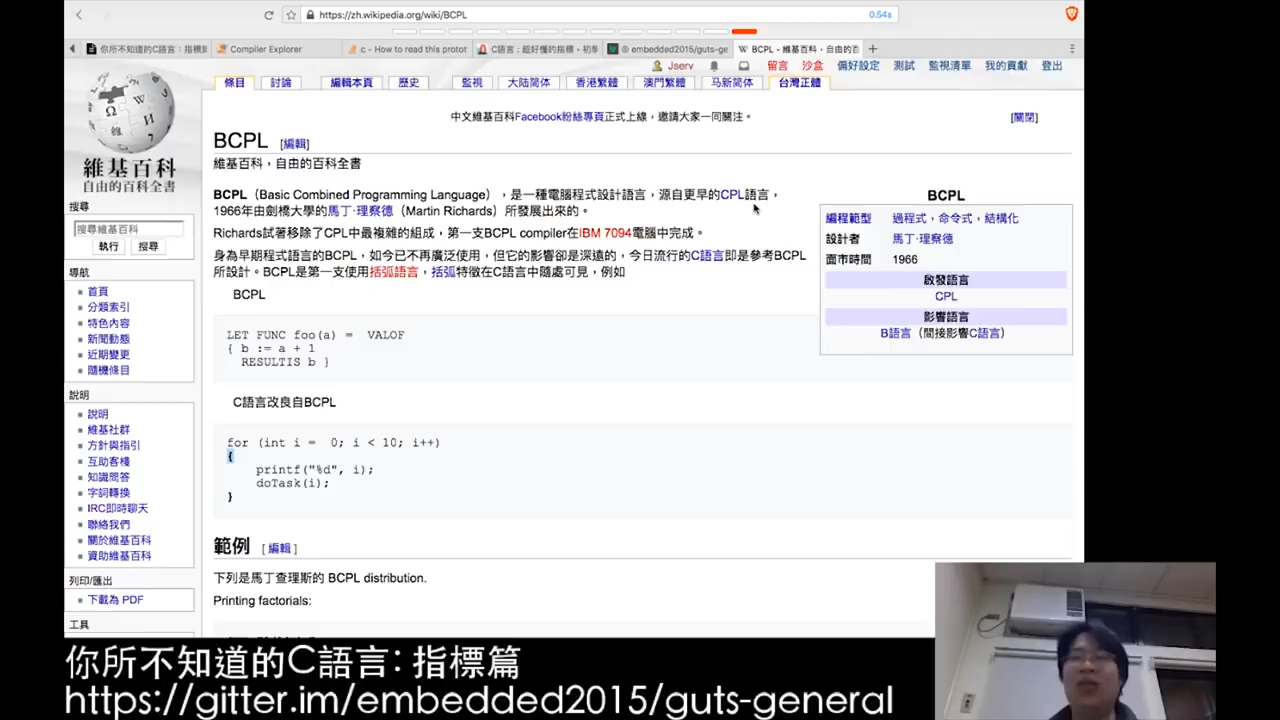 https://zh.wikipedia.org/wiki/BCPL
0.54s
你所不知道的C語言：指標
Compiler Explorer
c - How to read this protot
C語言：超好懂的指標，初
embedded2015/guts-ge
BCPL - 維基百科，自由的百
Jserv 留言 沙盒 偏好設定 測試 監視清單 我的貢獻 登出
條目 討論 編輯本頁 歷史 監視 大陆简体 香港繁體 澳門繁體 马新简体 台灣正體
中文維基百科Facebook粉絲專頁正式上線，邀請大家一同關注。
[關閉]
維基百科
自由的百科全書
搜尋
搜尋維基百科
執行 搜尋
導航
首頁
分類索引
特色內容
新聞動態
近期變更
隨機條目
說明
說明
維基社群
方針與指引
互助客棧
知識問答
字詞轉換
IRC即時聊天
聯絡我們
關於維基百科
資助維基百科
列印/匯出
下載為 PDF
工具
BCPL [編輯]
維基百科，自由的百科全書
BCPL（Basic Combined Programming Language），是一種電腦程式設計語言，源自更早的CPL語言，
1966年由劍橋大學的馬丁·理察德（Martin Richards）所發展出來的。
Richards試著移除了CPL中最複雜的組成，第一支BCPL compiler在IBM 7094電腦中完成。
身為早期程式語言的BCPL，如今已不再廣泛使用，但它的影響卻是深遠的，今日流行的C語言即是參考BCPL
所設計。BCPL是第一支使用括弧語言，括弧特徵在C語言中隨處可見，例如
BCPL
LET FUNC foo(a) = VALOF
{ b := a + 1
RESULTIS b }
C語言改良自BCPL
for (int i = 0; i < 10; i++)
{
printf("%d", i);
doTask(i);
}
範例 [編輯]
下列是馬丁查理斯的 BCPL distribution.
Printing factorials:
BCPL
編程範型 過程式，命令式，結構化
設計者 馬丁·理察德
面市時間 1966
啟發語言
CPL
影響語言
B語言（間接影響C語言）
你所不知道的C語言: 指標篇
https://gitter.im/embedded2015/guts-general